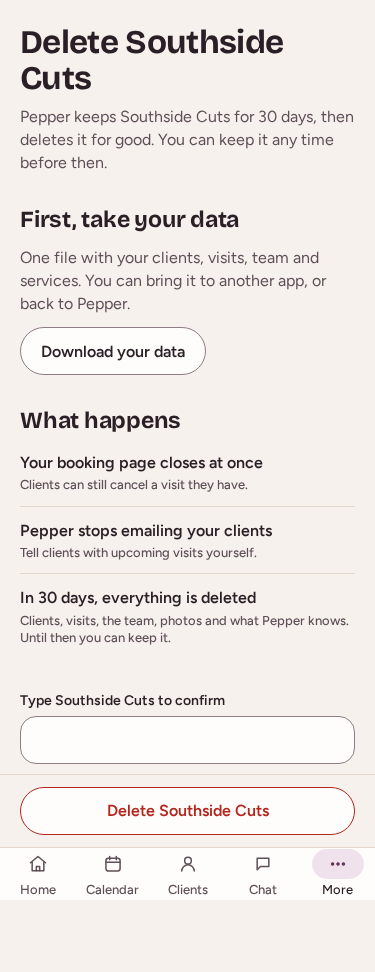 Delete Southside
Cuts
Pepper keeps Southside Cuts for 30 days, then
deletes it for good. You can keep it any time
before then.
First, take your data
One file with your clients, visits, team and
services. You can bring it to another app, or
back to Pepper.
Download your data
What happens
Your booking page closes at once
Clients can still cancel a visit they have.
Pepper stops emailing your clients
Tell clients with upcoming visits yourself.
In 30 days, everything is deleted
Clients, visits, the team, photos and what Pepper knows.
Until then you can keep it.
Type Southside Cuts to confirm
Delete Southside Cuts
Home Calendar Clients Chat More